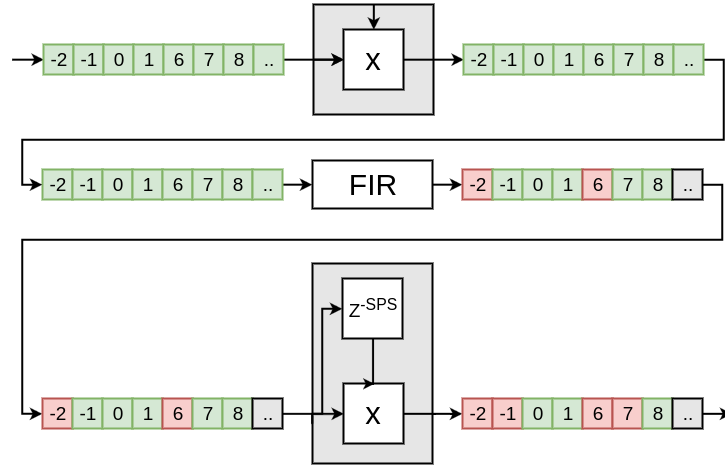 -2 -1 0 1 6 7 8 .. x -2 -1 0 1 6 7 8 ..
-2 -1 0 1 6 7 8 .. FIR -2 -1 0 1 6 7 8 ..
z-SPS
-2 -1 0 1 6 7 8 .. x -2 -1 0 1 6 7 8 ..